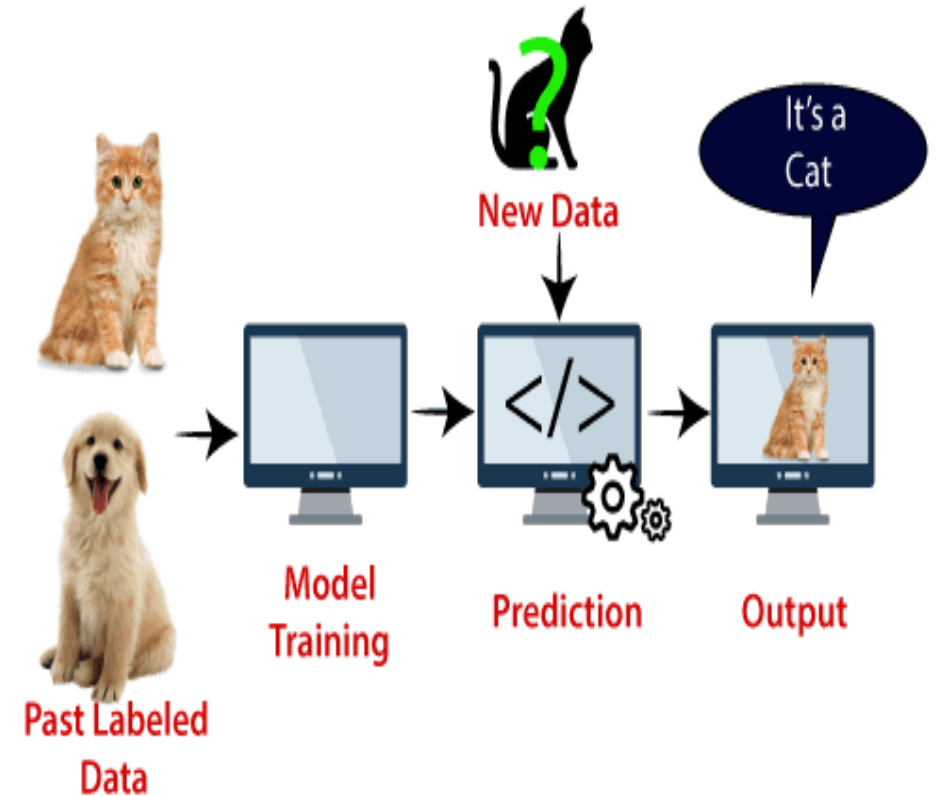 New Data
It's a
Cat
?
</>
Model
Training
Prediction
Output
Past Labeled
Data